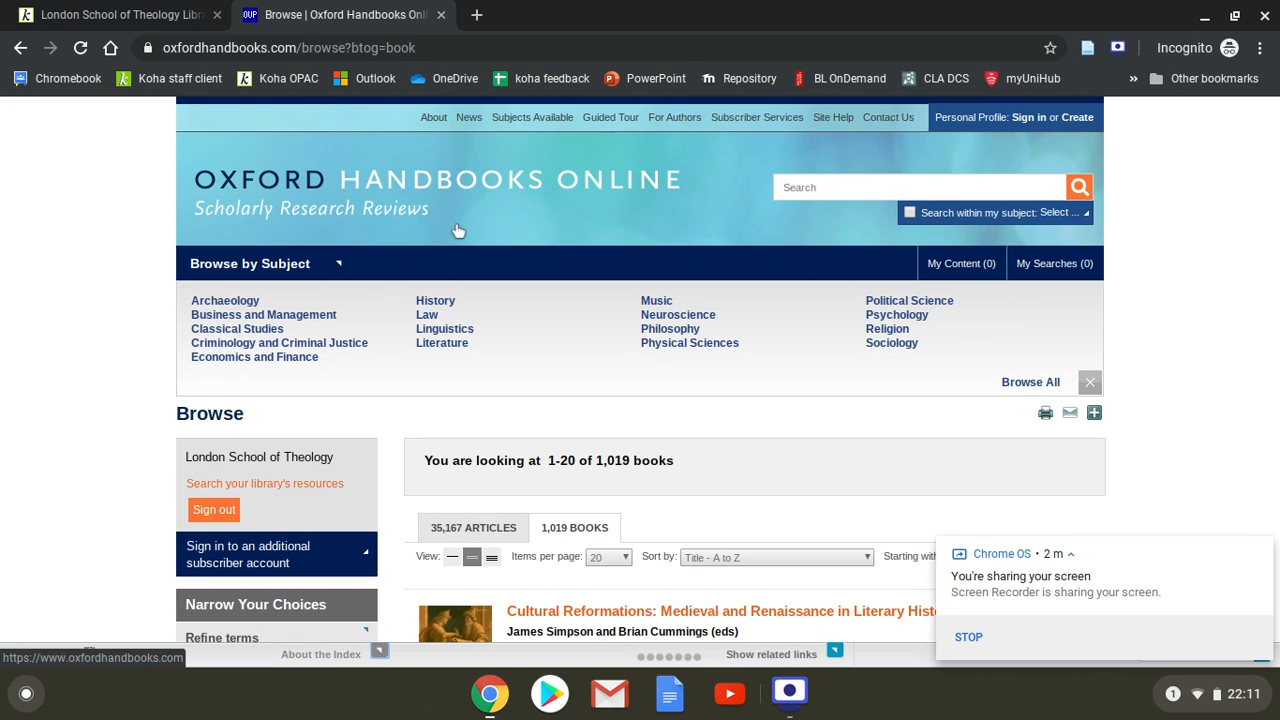 London School of Theology Libr
Browse | Oxford Handbooks Onl
oxfordhandbooks.com/browse?btog=book
Incognito
Chromebook
Koha staff client
Koha OPAC
Outlook
OneDrive
koha feedback
PowerPoint
Repository
BL OnDemand
CLA DCS
myUniHub
»
Other bookmarks
About News Subjects Available Guided Tour For Authors Subscriber Services Site Help Contact Us
Personal Profile: Sign in or Create
OXFORD HANDBOOKS ONLINE
Scholarly Research Reviews
Search
Search within my subject: Select ...
Browse by Subject
My Content (0)
My Searches (0)
Archaeology
Business and Management
Classical Studies
Criminology and Criminal Justice
Economics and Finance
History
Law
Linguistics
Literature
Music
Neuroscience
Philosophy
Physical Sciences
Political Science
Psychology
Religion
Sociology
Browse All
Browse
London School of Theology
Search your library's resources
Sign out
Sign in to an additional
subscriber account
Narrow Your Choices
Refine terms
You are looking at 1-20 of 1,019 books
35,167 ARTICLES
1,019 BOOKS
View:
Items per page: 20
Sort by: Title - A to Z
Starting with
Cultural Reformations: Medieval and Renaissance in Literary Histo
James Simpson and Brian Cummings (eds)
About the Index
Show related links
https://www.oxfordhandbooks.com
Chrome OS • 2 m
You're sharing your screen
Screen Recorder is sharing your screen.
STOP
1
22:11